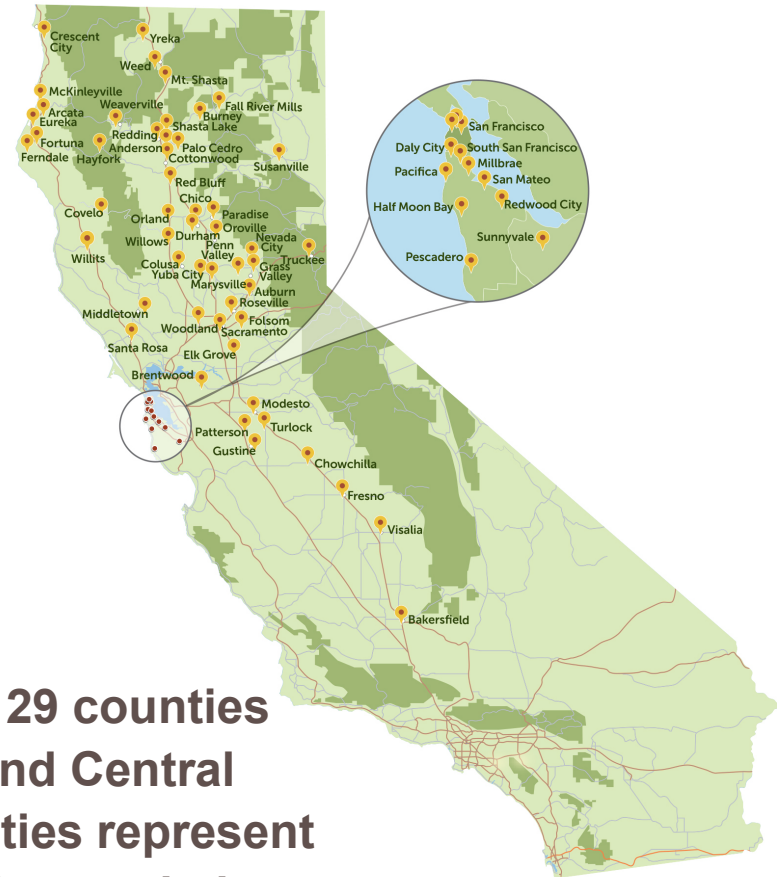 Crescent
City
Yreka
Weed
Mt. Shasta
McKinleyville
Weaverville
Fall River Mills
Arcata
Burney
Eureka
Shasta Lake
Redding
Fortuna
Anderson
Palo Cedro
Ferndale
Hayfork
Cottonwood
Susanville
Red Bluff
Chico
Covelo
Orland
Paradise
Oroville
Willows
Durham
Penn
Valley
Nevada
City
Willits
Colusa
Truckee
Yuba City
Grass
Valley
Marysville
Auburn
Middletown
Roseville
Woodland
Folsom
Sacramento
Santa Rosa
Elk Grove
Brentwood
San Francisco
Daly City
South San Francisco
Millbrae
Pacifica
San Mateo
Half Moon Bay
Redwood City
Sunnyvale
Pescadero
Modesto
Turlock
Patterson
Gustine
Chowchilla
Fresno
Visalia
Bakersfield
29 counties
nd Central
ties represent